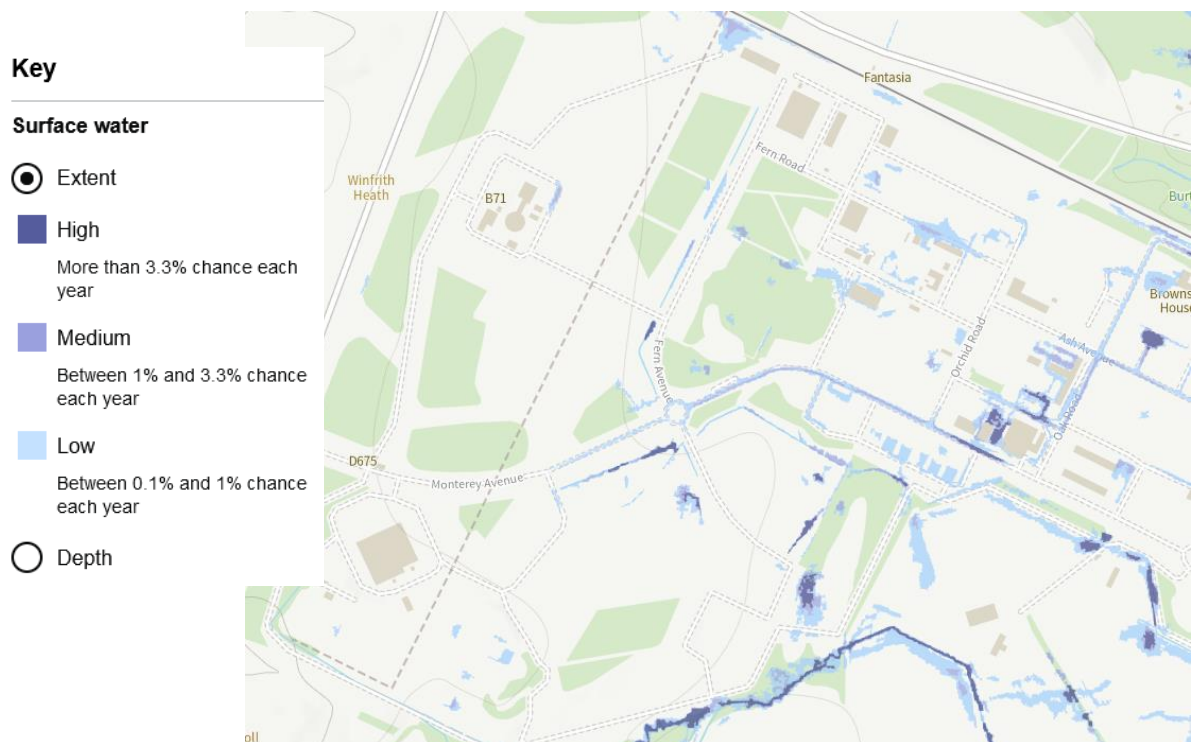 Key
Surface water
Extent
High
More than 3.3% chance each
year
Medium
Between 1% and 3.3% chance
each year
Low
Between 0.1% and 1% chance
each year
Depth
Fantasia
Fern Road
Winfrith
Heath
B71
Burt
Browns
House
Orchid Road
Ash Avenue
Fern Avenue
Oak Road
D675
Monterey Avenue
oll